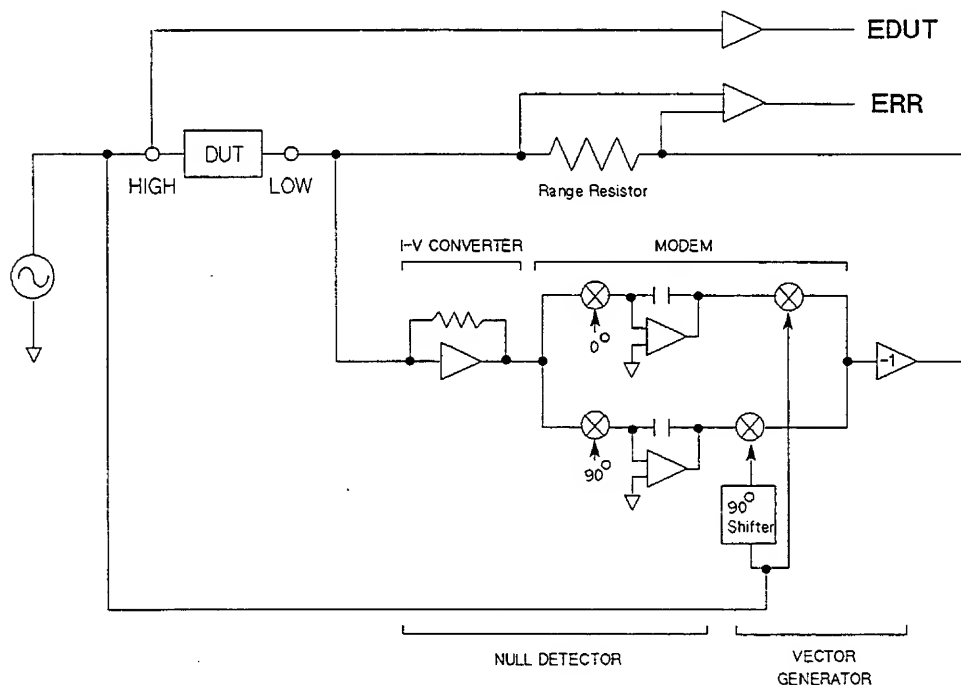 EDUT
ERR
DUT
HIGH
LOW
Range Resistor
I-V CONVERTER
MODEM
0°
-1
90°
90°
Shifter
NULL DETECTOR
VECTOR
GENERATOR